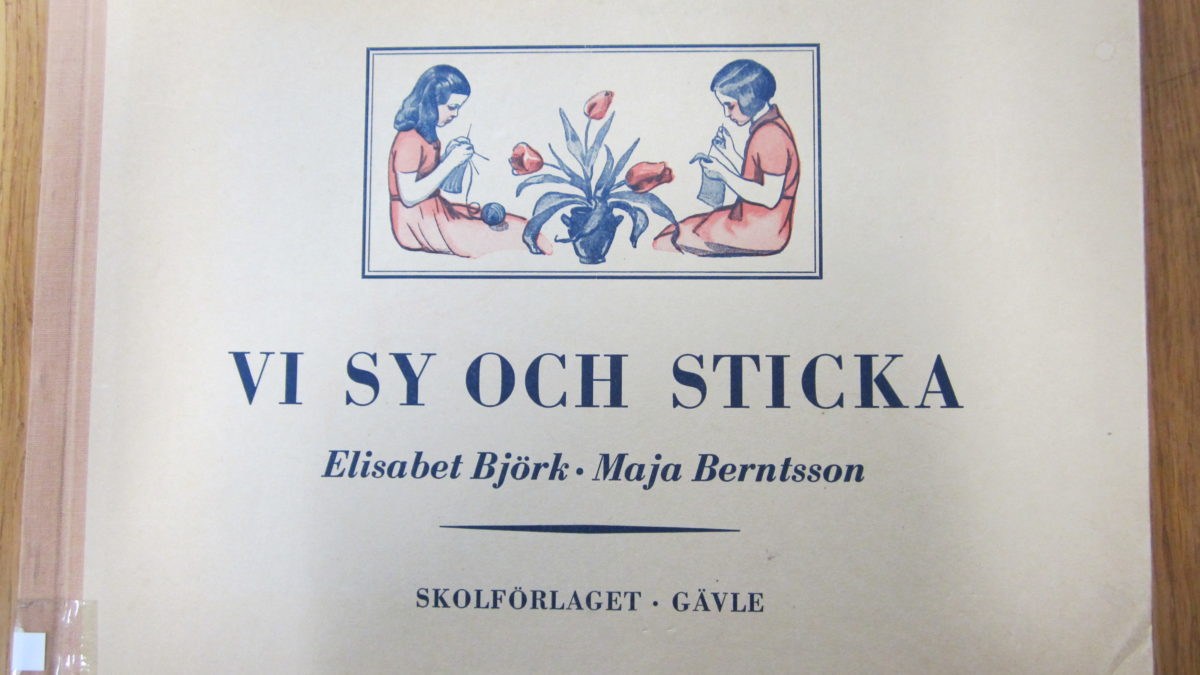 VI SY OCH STICKA
Elisabet Björk · Maja Berntsson
SKOLFÖRLAGET · GÄVLE